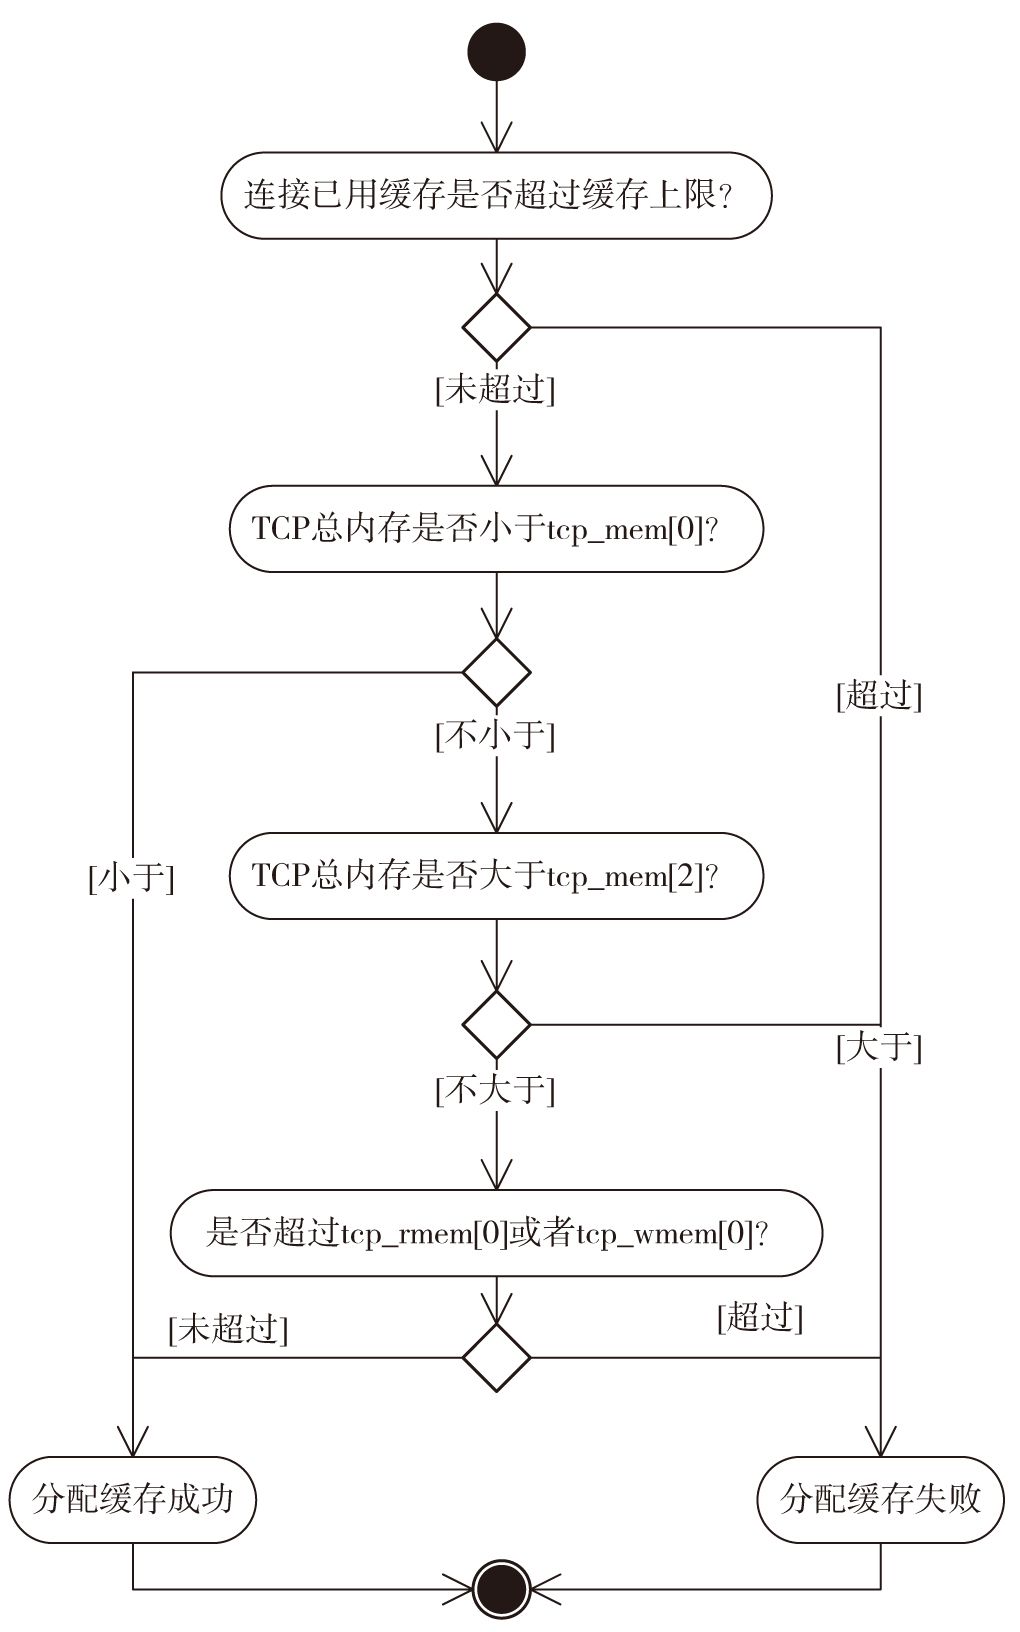 连接已用缓存是否超过缓存上限?
[未超过]
TCP总内存是否小于tcp_mem[0]?
[超过]
[不小于]
[小于]
TCP总内存是否大于tcp_mem[2]?
[大于]
[不大于]
是否超过tcp_rmem[0]或者tcp_wmem[0]?
[未超过]
[超过]
分配缓存成功
分配缓存失败